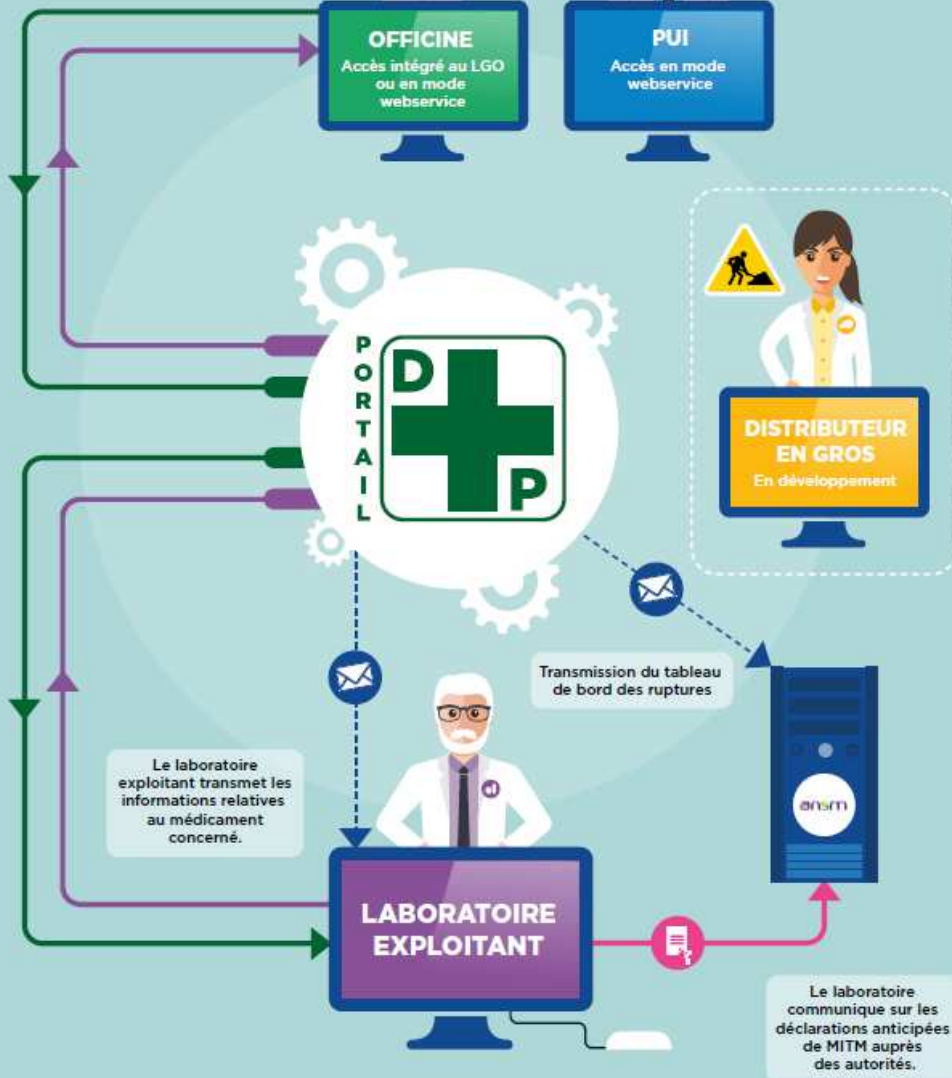 OFFICINE
Accès intégré au LGO
ou en mode
webservice
PUI
Accès en mode
webservice
PORTAIL
D
P
DISTRIBUTEUR
EN GROS
En développement
Transmission du tableau
de bord des ruptures
Le laboratoire
exploitant transmet les
informations relatives
au médicament
concerné.
ansm
LABORATOIRE
EXPLOITANT
Le laboratoire
communique sur les
déclarations anticipées
de MITM auprès
des autorités.